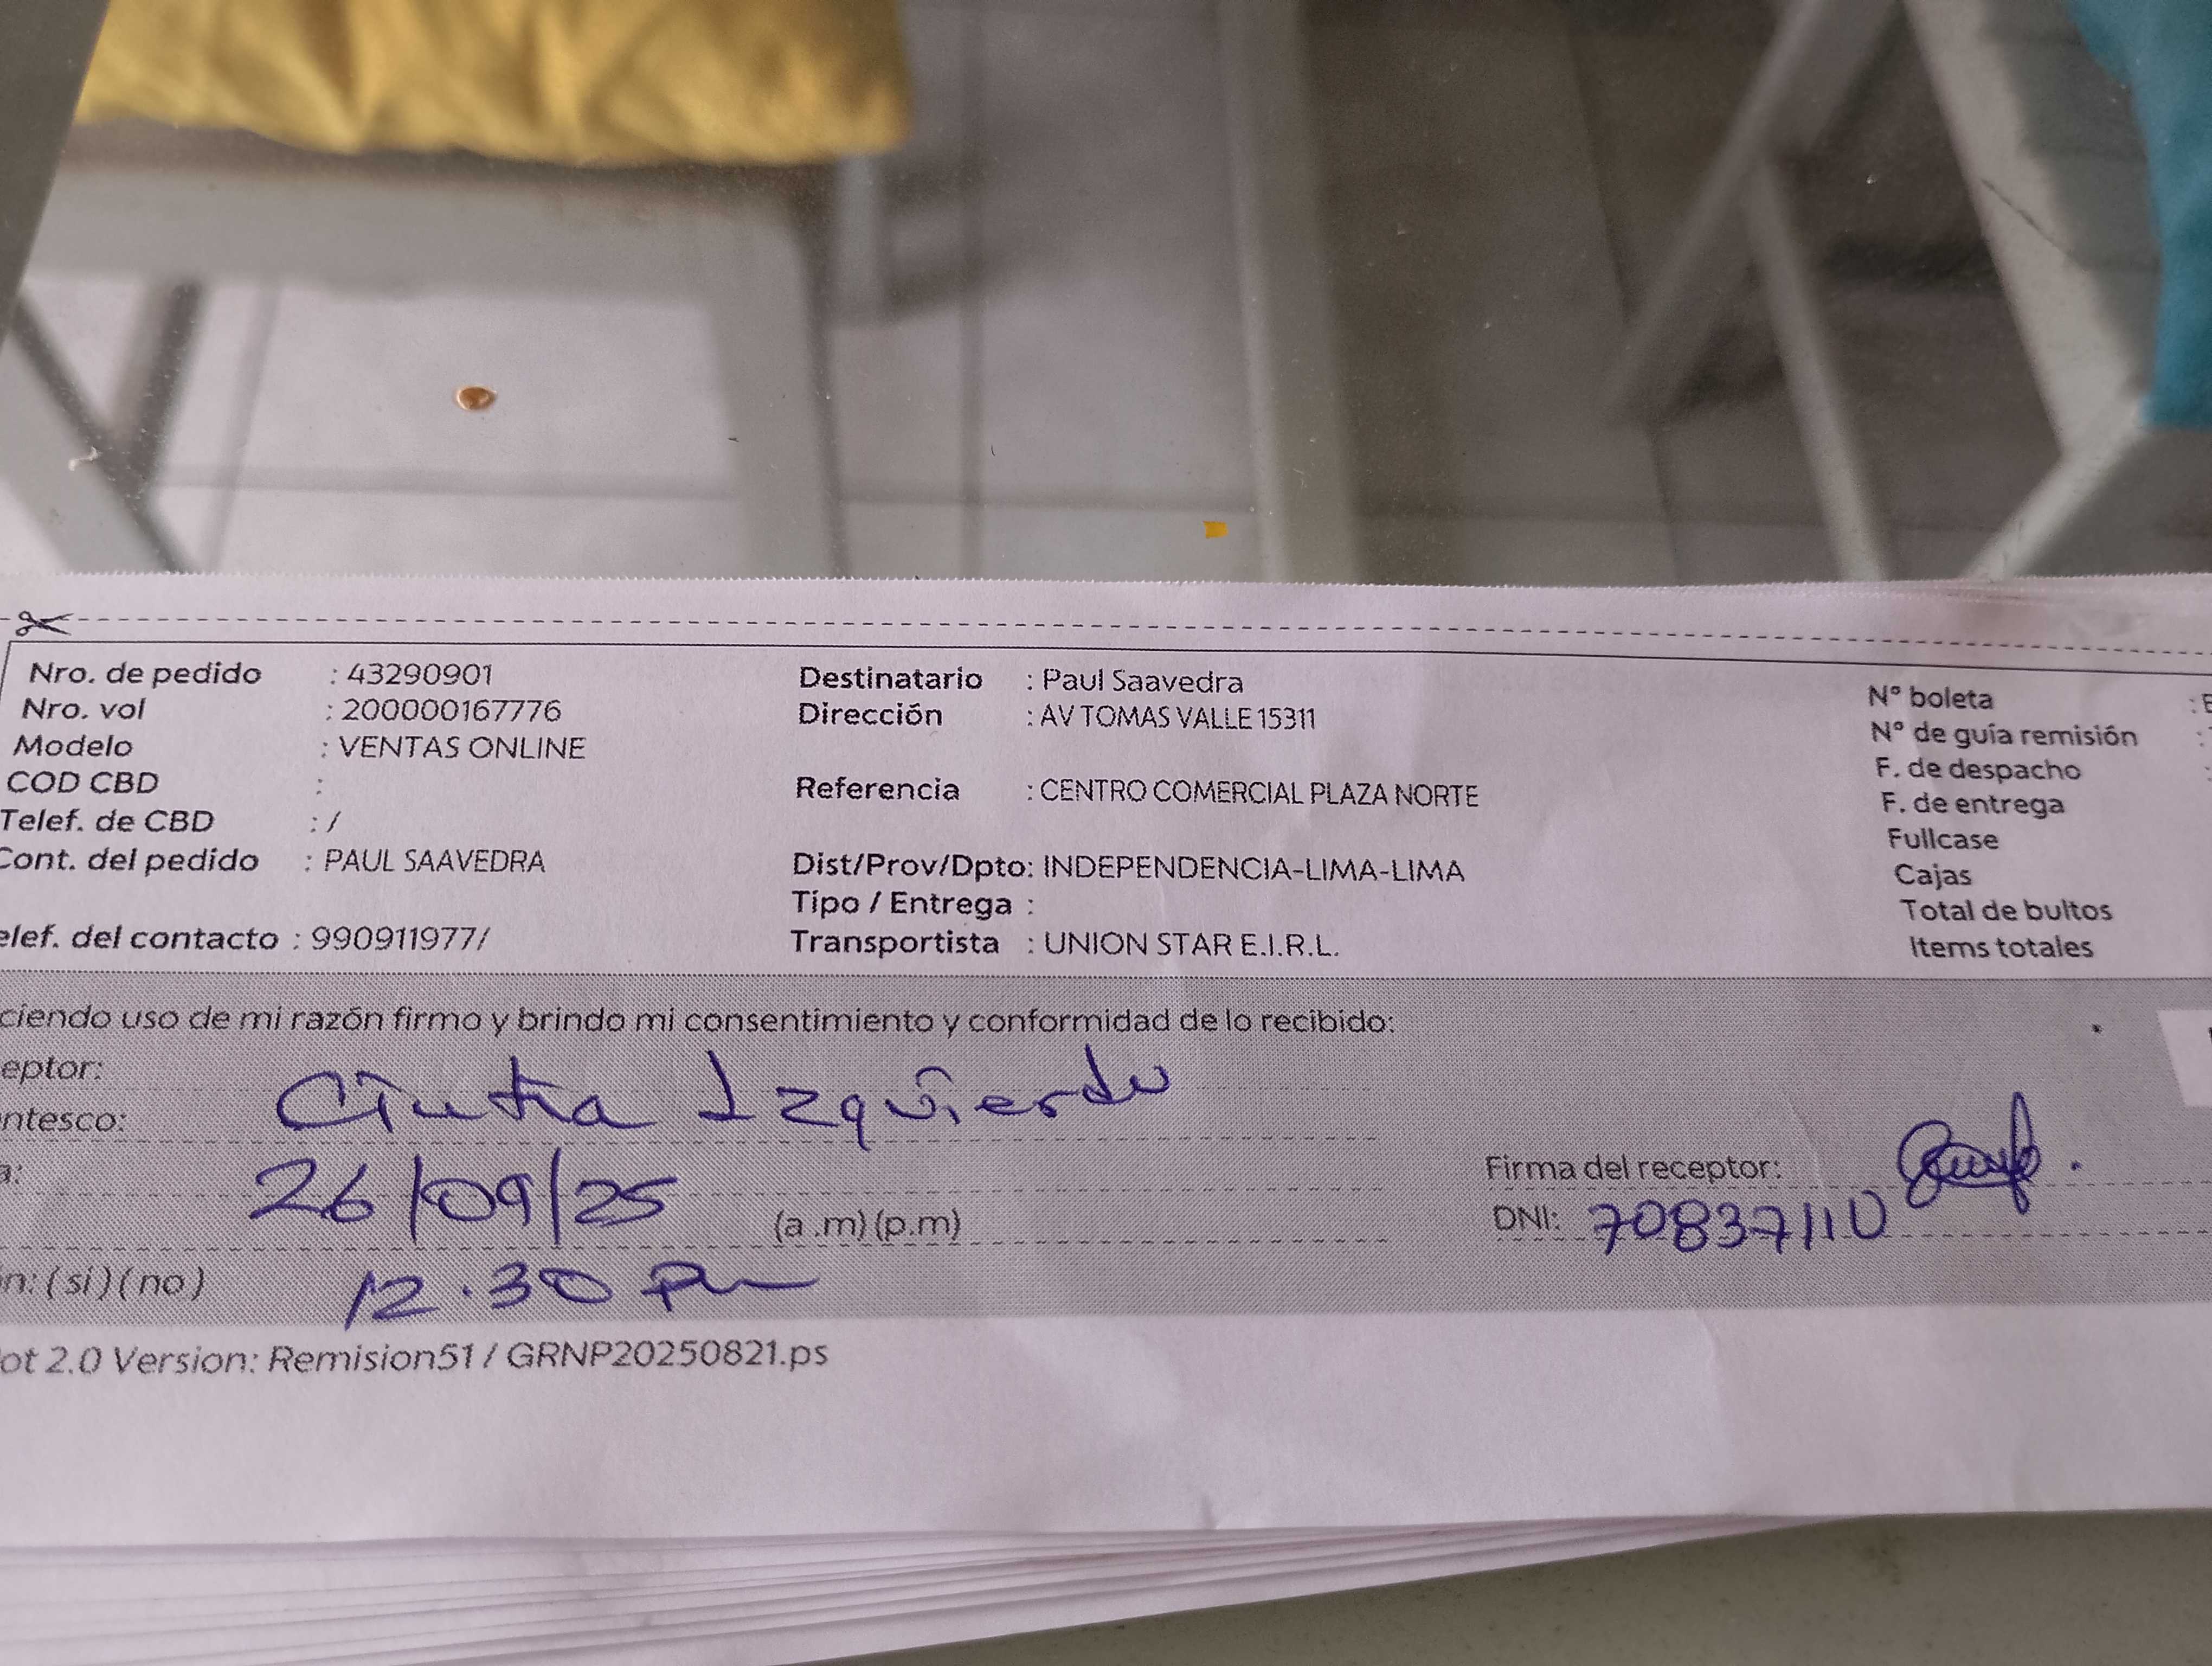 Nro. de pedido : 43290901
Nro. vol : 200000167776
Modelo : VENTAS ONLINE
COD CBD :
Telef. de CBD : /
Cont. del pedido : PAUL SAAVEDRA
elef. del contacto : 990911977/
Destinatario : Paul Saavedra
Dirección : AV TOMAS VALLE 15311
Referencia : CENTRO COMERCIAL PLAZA NORTE
Dist/Prov/Dpto: INDEPENDENCIA-LIMA-LIMA
Tipo / Entrega :
Transportista : UNION STAR E.I.R.L.
N° boleta :
N° de guía remisión :
F. de despacho :
F. de entrega
Fullcase
Cajas
Total de bultos
Items totales
ciendo uso de mi razón firmo y brindo mi consentimiento y conformidad de lo recibido:
eptor:
Cintia Izquierdo
ntesco:
a: 26/09/25
(a .m) (p.m)
n: (si) (no) 12.30 pm
Firma del receptor:
DNI: 70837110
ot 2.0 Version: Remision51 / GRNP20250821.ps